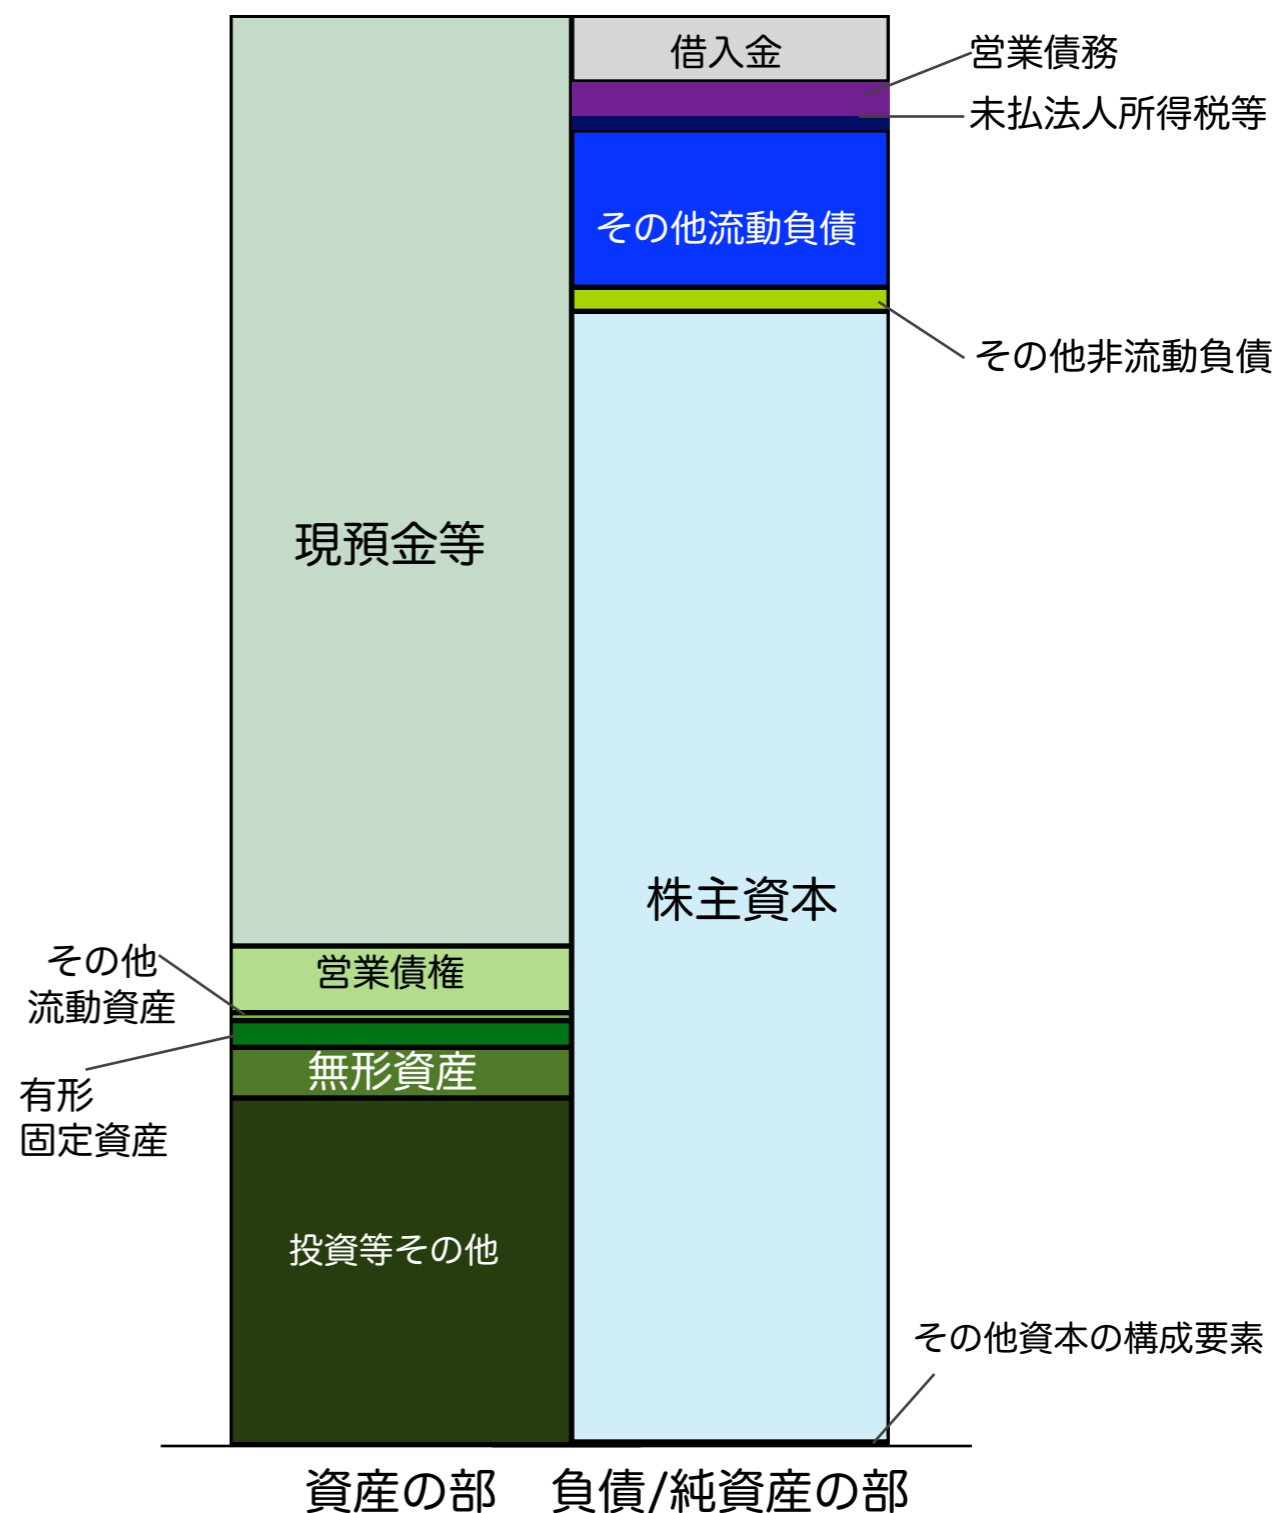 借入金
営業債務
未払法人所得税等
その他流動負債
その他非流動負債
現預金等
株主資本
その他
流動資産
営業債権
有形
固定資産
無形資産
投資等その他
その他資本の構成要素
資産の部
負債/純資産の部